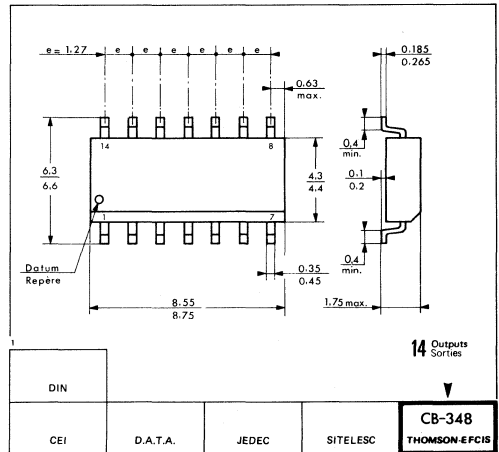 e = 1.27 e e e e e
0.185
0.265
0.63
max.
14 8
6.3
6.6
4.3
4.4
0.4
min.
0.1
0.2
1 7
Datum
Repère
0.35
0.45
0.4
min.
8.55
8.75
1.75 max.
1
14 Outputs
Sorties
DIN
CB-348
THOMSON-EFCIS
CEI D.A.T.A. JEDEC SITELESC